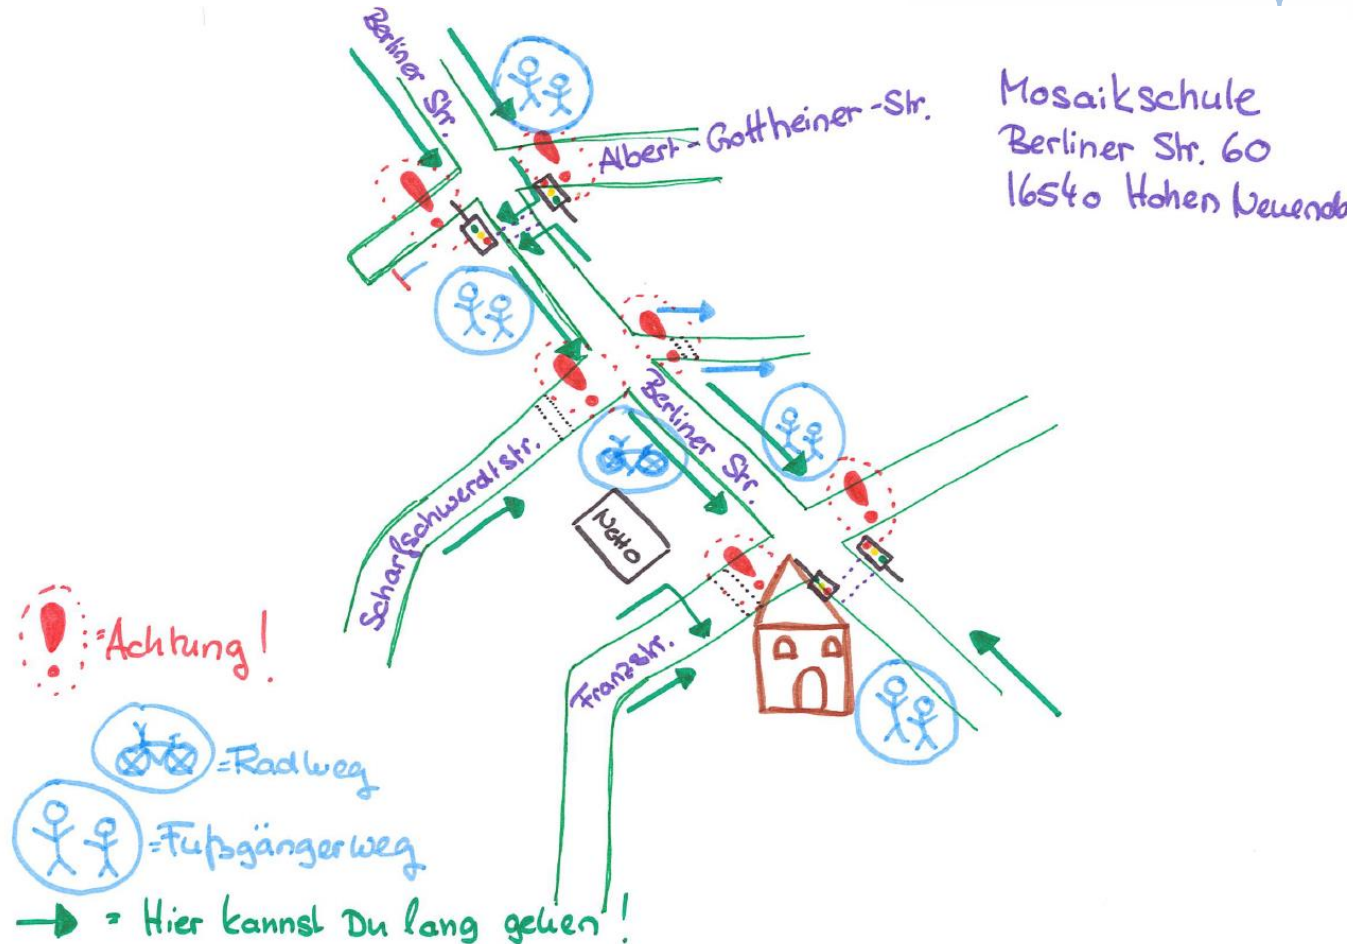 Berliner Str.
Albert-Gottheiner-Str.
Mosaikschule
Berliner Str. 60
16540 Hohen Neuendo
Berliner Str.
Scharfschwerdtstr.
Netto
Franzstr.
! = Achtung!
= Radweg
= Fußgängerweg
→ = Hier kannst Du lang gehen!